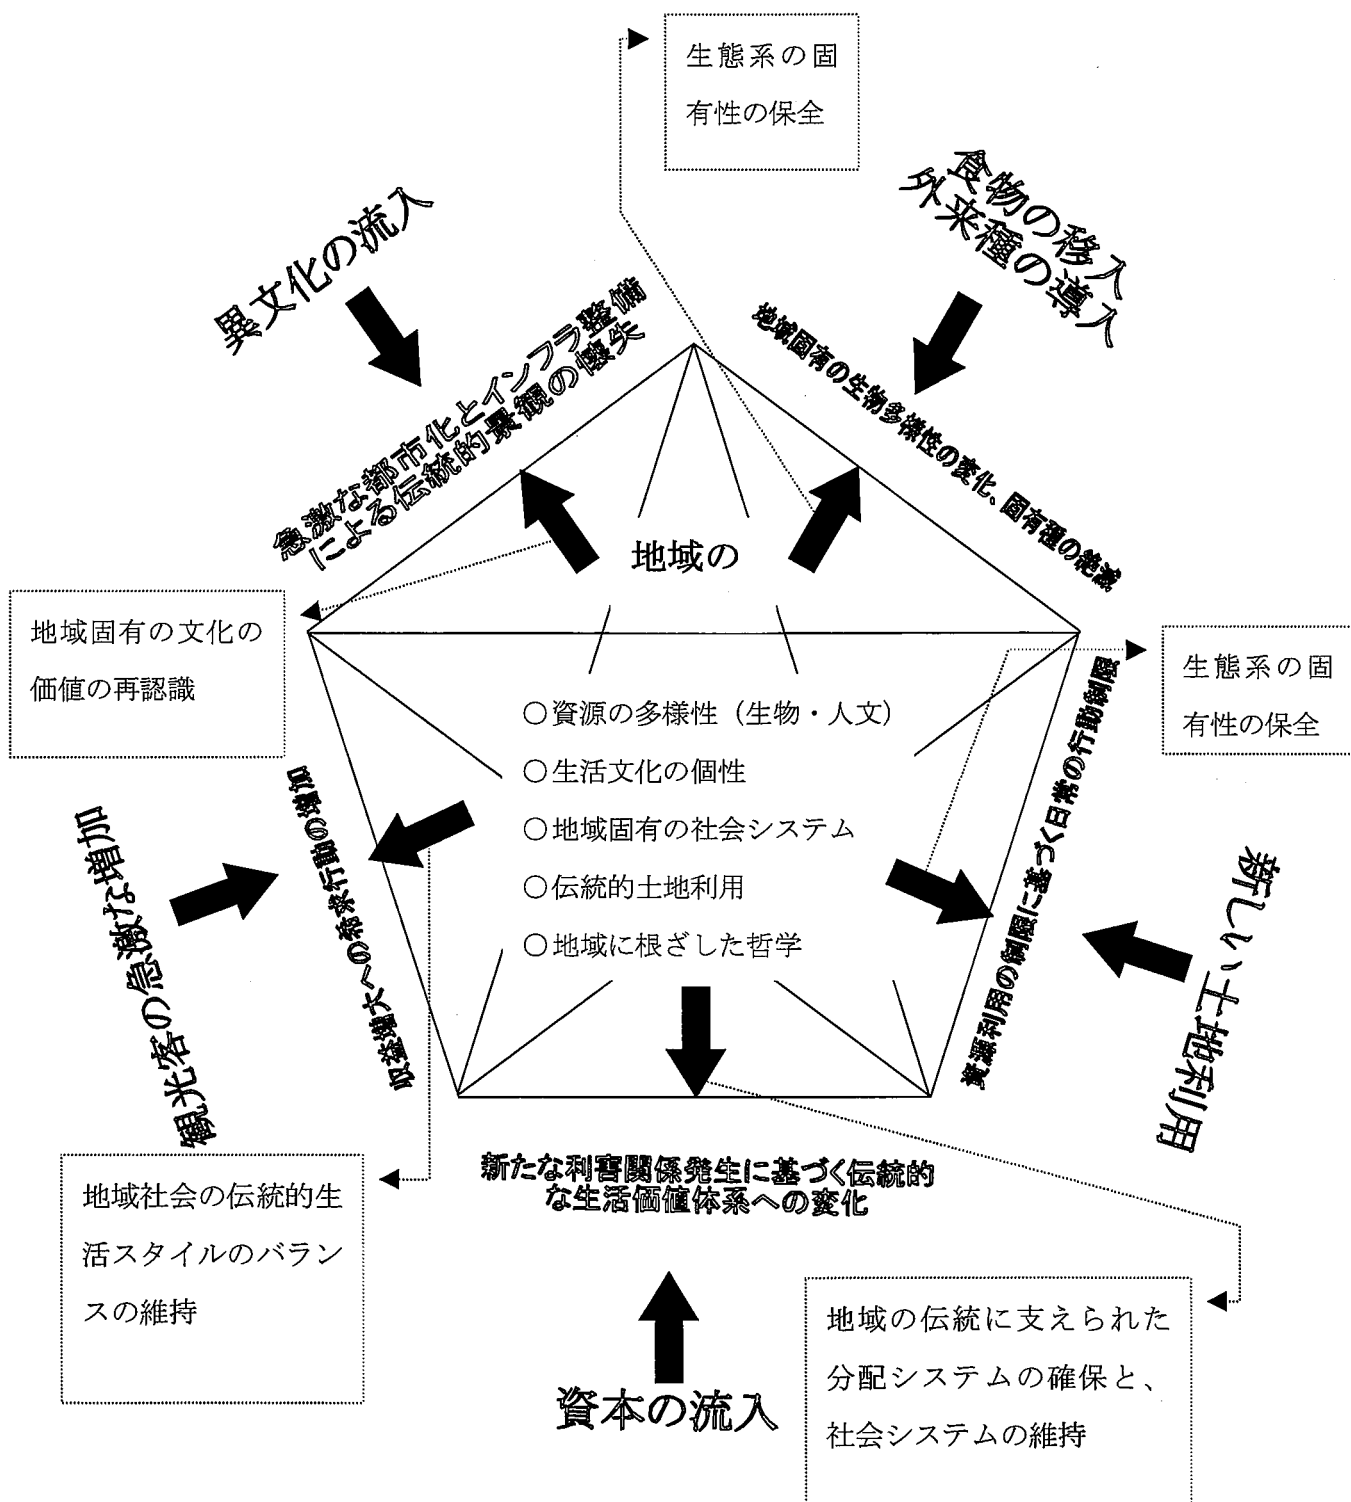 生態系の固
有性の保全
異文化の流入
食物の移入
外来種の導入
急激な都市化とインフラ整備
による伝統的景観の懐失
地域固有の生物多様性の変化、固有種の絶滅
地域の
地域固有の文化の
価値の再認識
生態系の固
有性の保全
○資源の多様性（生物・人文）
○生活文化の個性
○地域固有の社会システム
○伝統的土地利用
○地域に根ざした哲学
観光客の急激な増加
収益増大への希求行動の増加
資源利用の制限に基づく日常の行動制限
新しい土地利用
新たな利害関係発生に基づく伝統的
な生活価値体系への変化
地域社会の伝統的生
活スタイルのバラン
スの維持
資本の流入
地域の伝統に支えられた
分配システムの確保と、
社会システムの維持